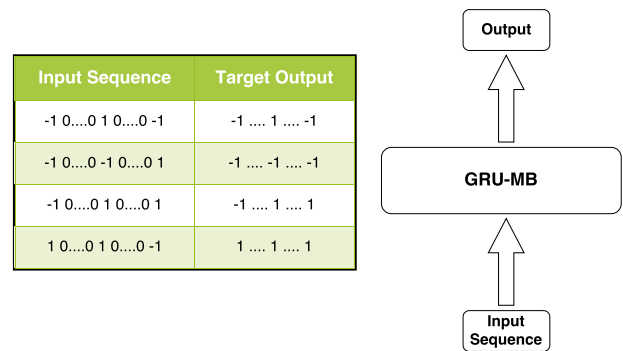 Input Sequence Target Output
-1 0....0 1 0....0 -1 -1 .... 1 .... -1
-1 0....0 -1 0....0 1 -1 .... -1 .... -1
-1 0....0 1 0....0 1 -1 .... 1 .... 1
1 0....0 1 0....0 -1 1 .... 1 .... 1
Output
GRU-MB
Input
Sequence